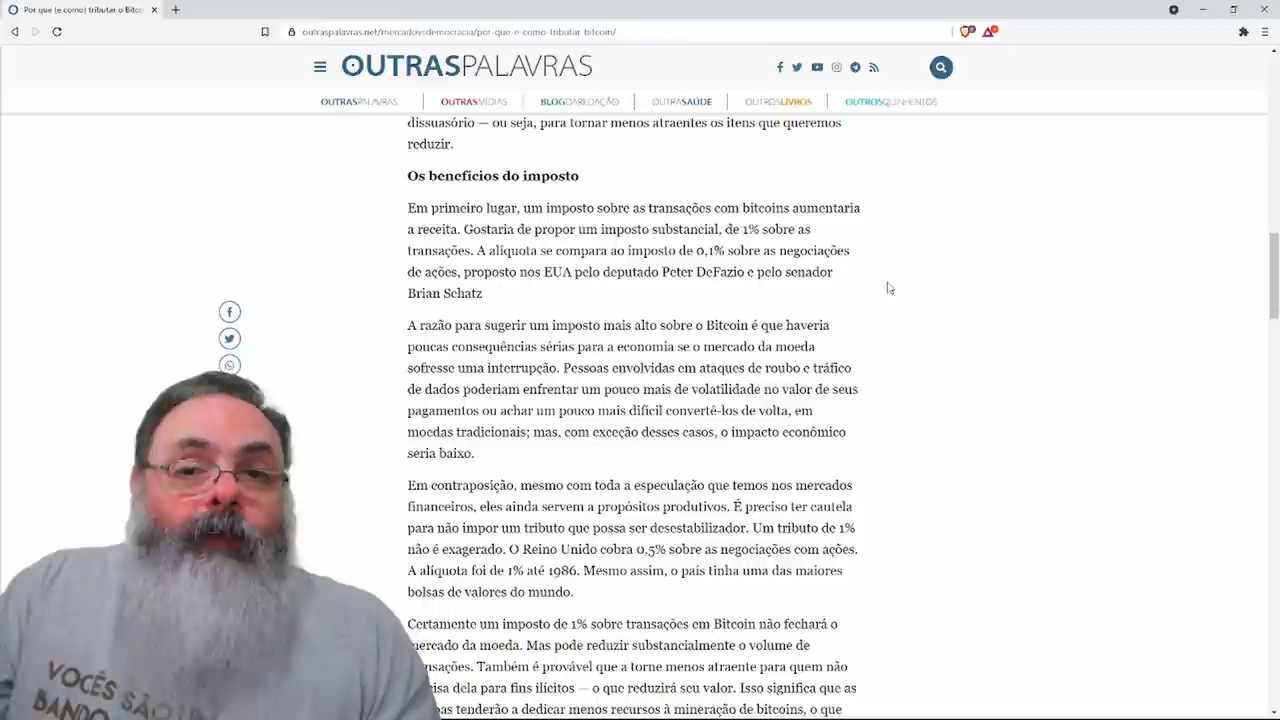 Por que (e como) tributar o Bitco
outraspalavras.net/mercadovsdemocracia/por-que-e-como-tributar-bitcoin/
OUTRASPALAVRAS
OUTRASPALAVRAS OUTRASMÍDIAS BLOGDAREDAÇÃO OUTRASAÚDE OUTROSLIVROS OUTROSQUINHENTOS
dissuasório — ou seja, para tornar menos atraentes os itens que queremos
reduzir.
Os benefícios do imposto
Em primeiro lugar, um imposto sobre as transações com bitcoins aumentaria
a receita. Gostaria de propor um imposto substancial, de 1% sobre as
transações. A alíquota se compara ao imposto de 0,1% sobre as negociações
de ações, proposto nos EUA pelo deputado Peter DeFazio e pelo senador
Brian Schatz
A razão para sugerir um imposto mais alto sobre o Bitcoin é que haveria
poucas consequências sérias para a economia se o mercado da moeda
sofresse uma interrupção. Pessoas envolvidas em ataques de roubo e tráfico
de dados poderiam enfrentar um pouco mais de volatilidade no valor de seus
pagamentos ou achar um pouco mais difícil convertê-los de volta, em
moedas tradicionais; mas, com exceção desses casos, o impacto econômico
seria baixo.
Em contraposição, mesmo com toda a especulação que temos nos mercados
financeiros, eles ainda servem a propósitos produtivos. É preciso ter cautela
para não impor um tributo que possa ser desestabilizador. Um tributo de 1%
não é exagerado. O Reino Unido cobra 0,5% sobre as negociações com ações.
A alíquota foi de 1% até 1986. Mesmo assim, o país tinha uma das maiores
bolsas de valores do mundo.
Certamente um imposto de 1% sobre transações em Bitcoin não fechará o
mercado da moeda. Mas pode reduzir substancialmente o volume de
nsações. Também é provável que a torne menos atraente para quem não
cisa dela para fins ilícitos — o que reduzirá seu valor. Isso significa que as
oas tenderão a dedicar menos recursos à mineração de bitcoins, o que
VOCÊS
DANDO